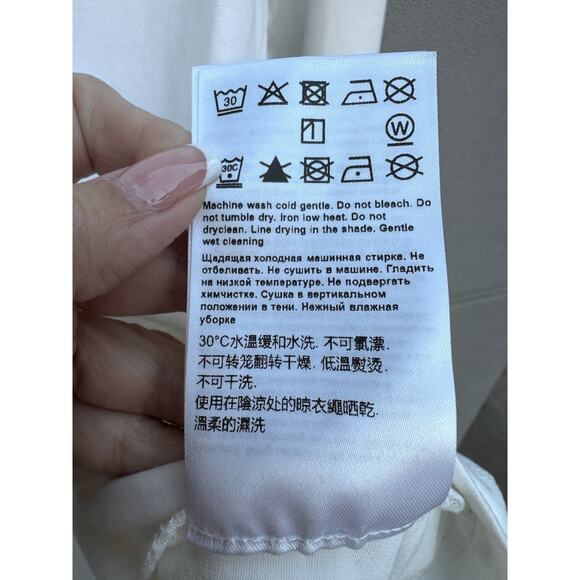 30
W
30C
Machine wash cold gentle. Do not bleach. Do
not tumble dry. Iron low heat. Do not
dryclean. Line drying in the shade. Gentle
wet cleaning
Щадящая холодная машинная стирка. Не
отбеливать. Не сушить в машине. Гладить
на низкой температуре. Не подвергать
химчистке. Сушка в вертикальном
положении в тени. Нежный влажная
уборке
30°C水温缓和水洗. 不可氯漂.
不可转笼翻转干燥. 低溫熨烫.
不可干洗.
使用在陰涼处的晾衣繩晒乾.
溫柔的濕洗